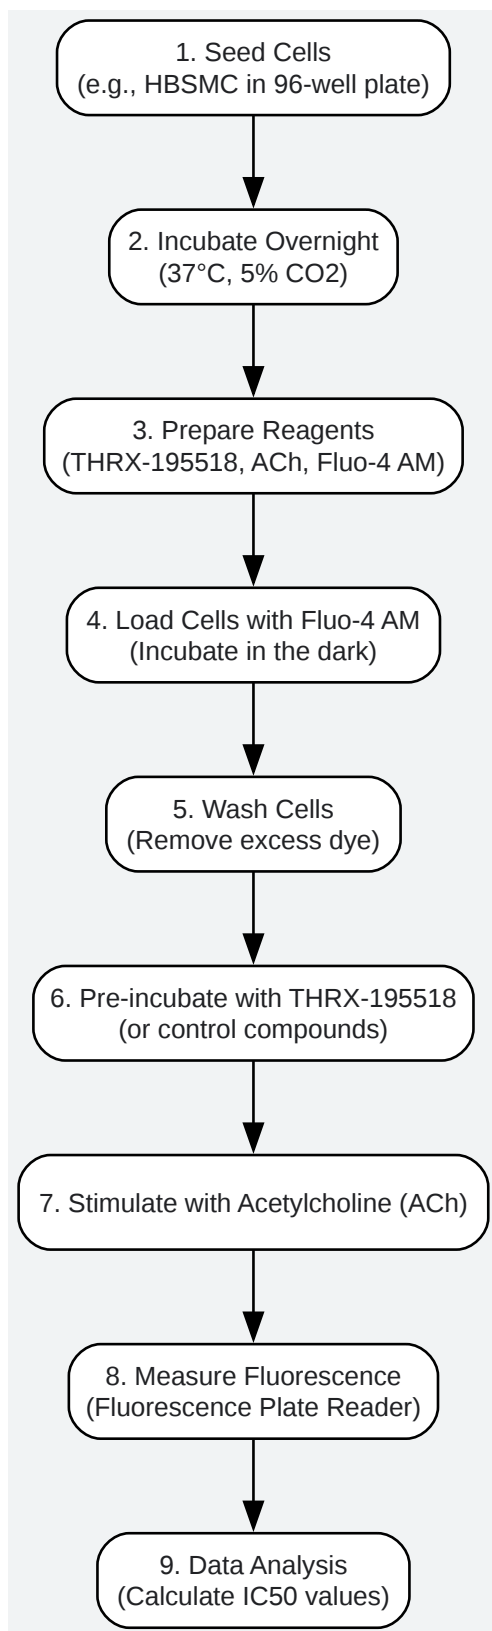 1. Seed Cells
(e.g., HBSMC in 96-well plate)
2. Incubate Overnight
(37°C, 5% CO2)
3. Prepare Reagents
(THRX-195518, ACh, Fluo-4 AM)
4. Load Cells with Fluo-4 AM
(Incubate in the dark)
5. Wash Cells
(Remove excess dye)
6. Pre-incubate with THRX-195518
(or control compounds)
7. Stimulate with Acetylcholine (ACh)
8. Measure Fluorescence
(Fluorescence Plate Reader)
9. Data Analysis
(Calculate IC50 values)